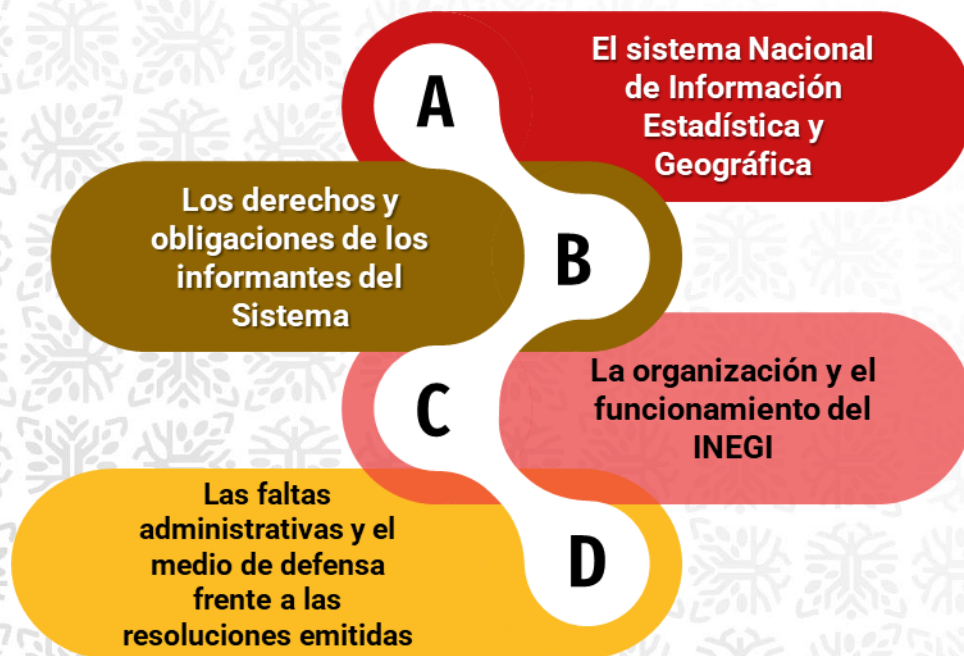 A
El sistema Nacional
de Información
Estadística y
Geográfica
Los derechos y
obligaciones de los
informantes del
Sistema
B
C
La organización y el
funcionamiento del
INEGI
Las faltas
administrativas y el
medio de defensa
frente a las
resoluciones emitidas
D